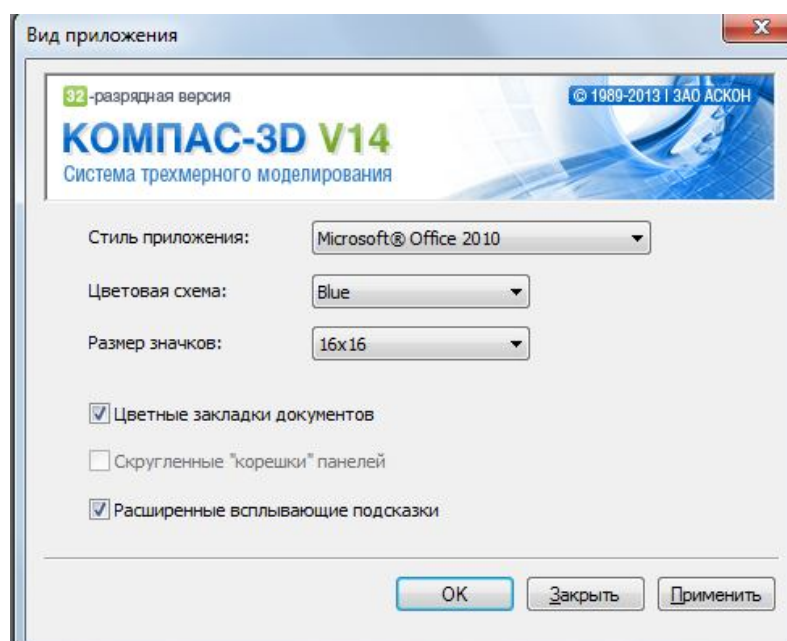 Вид приложения
32-разрядная версия
© 1989-2013 | ЗАО АСКОН
КОМПАС-3D V14
Система трехмерного моделирования
Стиль приложения: Microsoft® Office 2010
Цветовая схема: Blue
Размер значков: 16x16
Цветные закладки документов
Скругленные "корешки" панелей
Расширенные всплывающие подсказки
OK Закрыть Применить